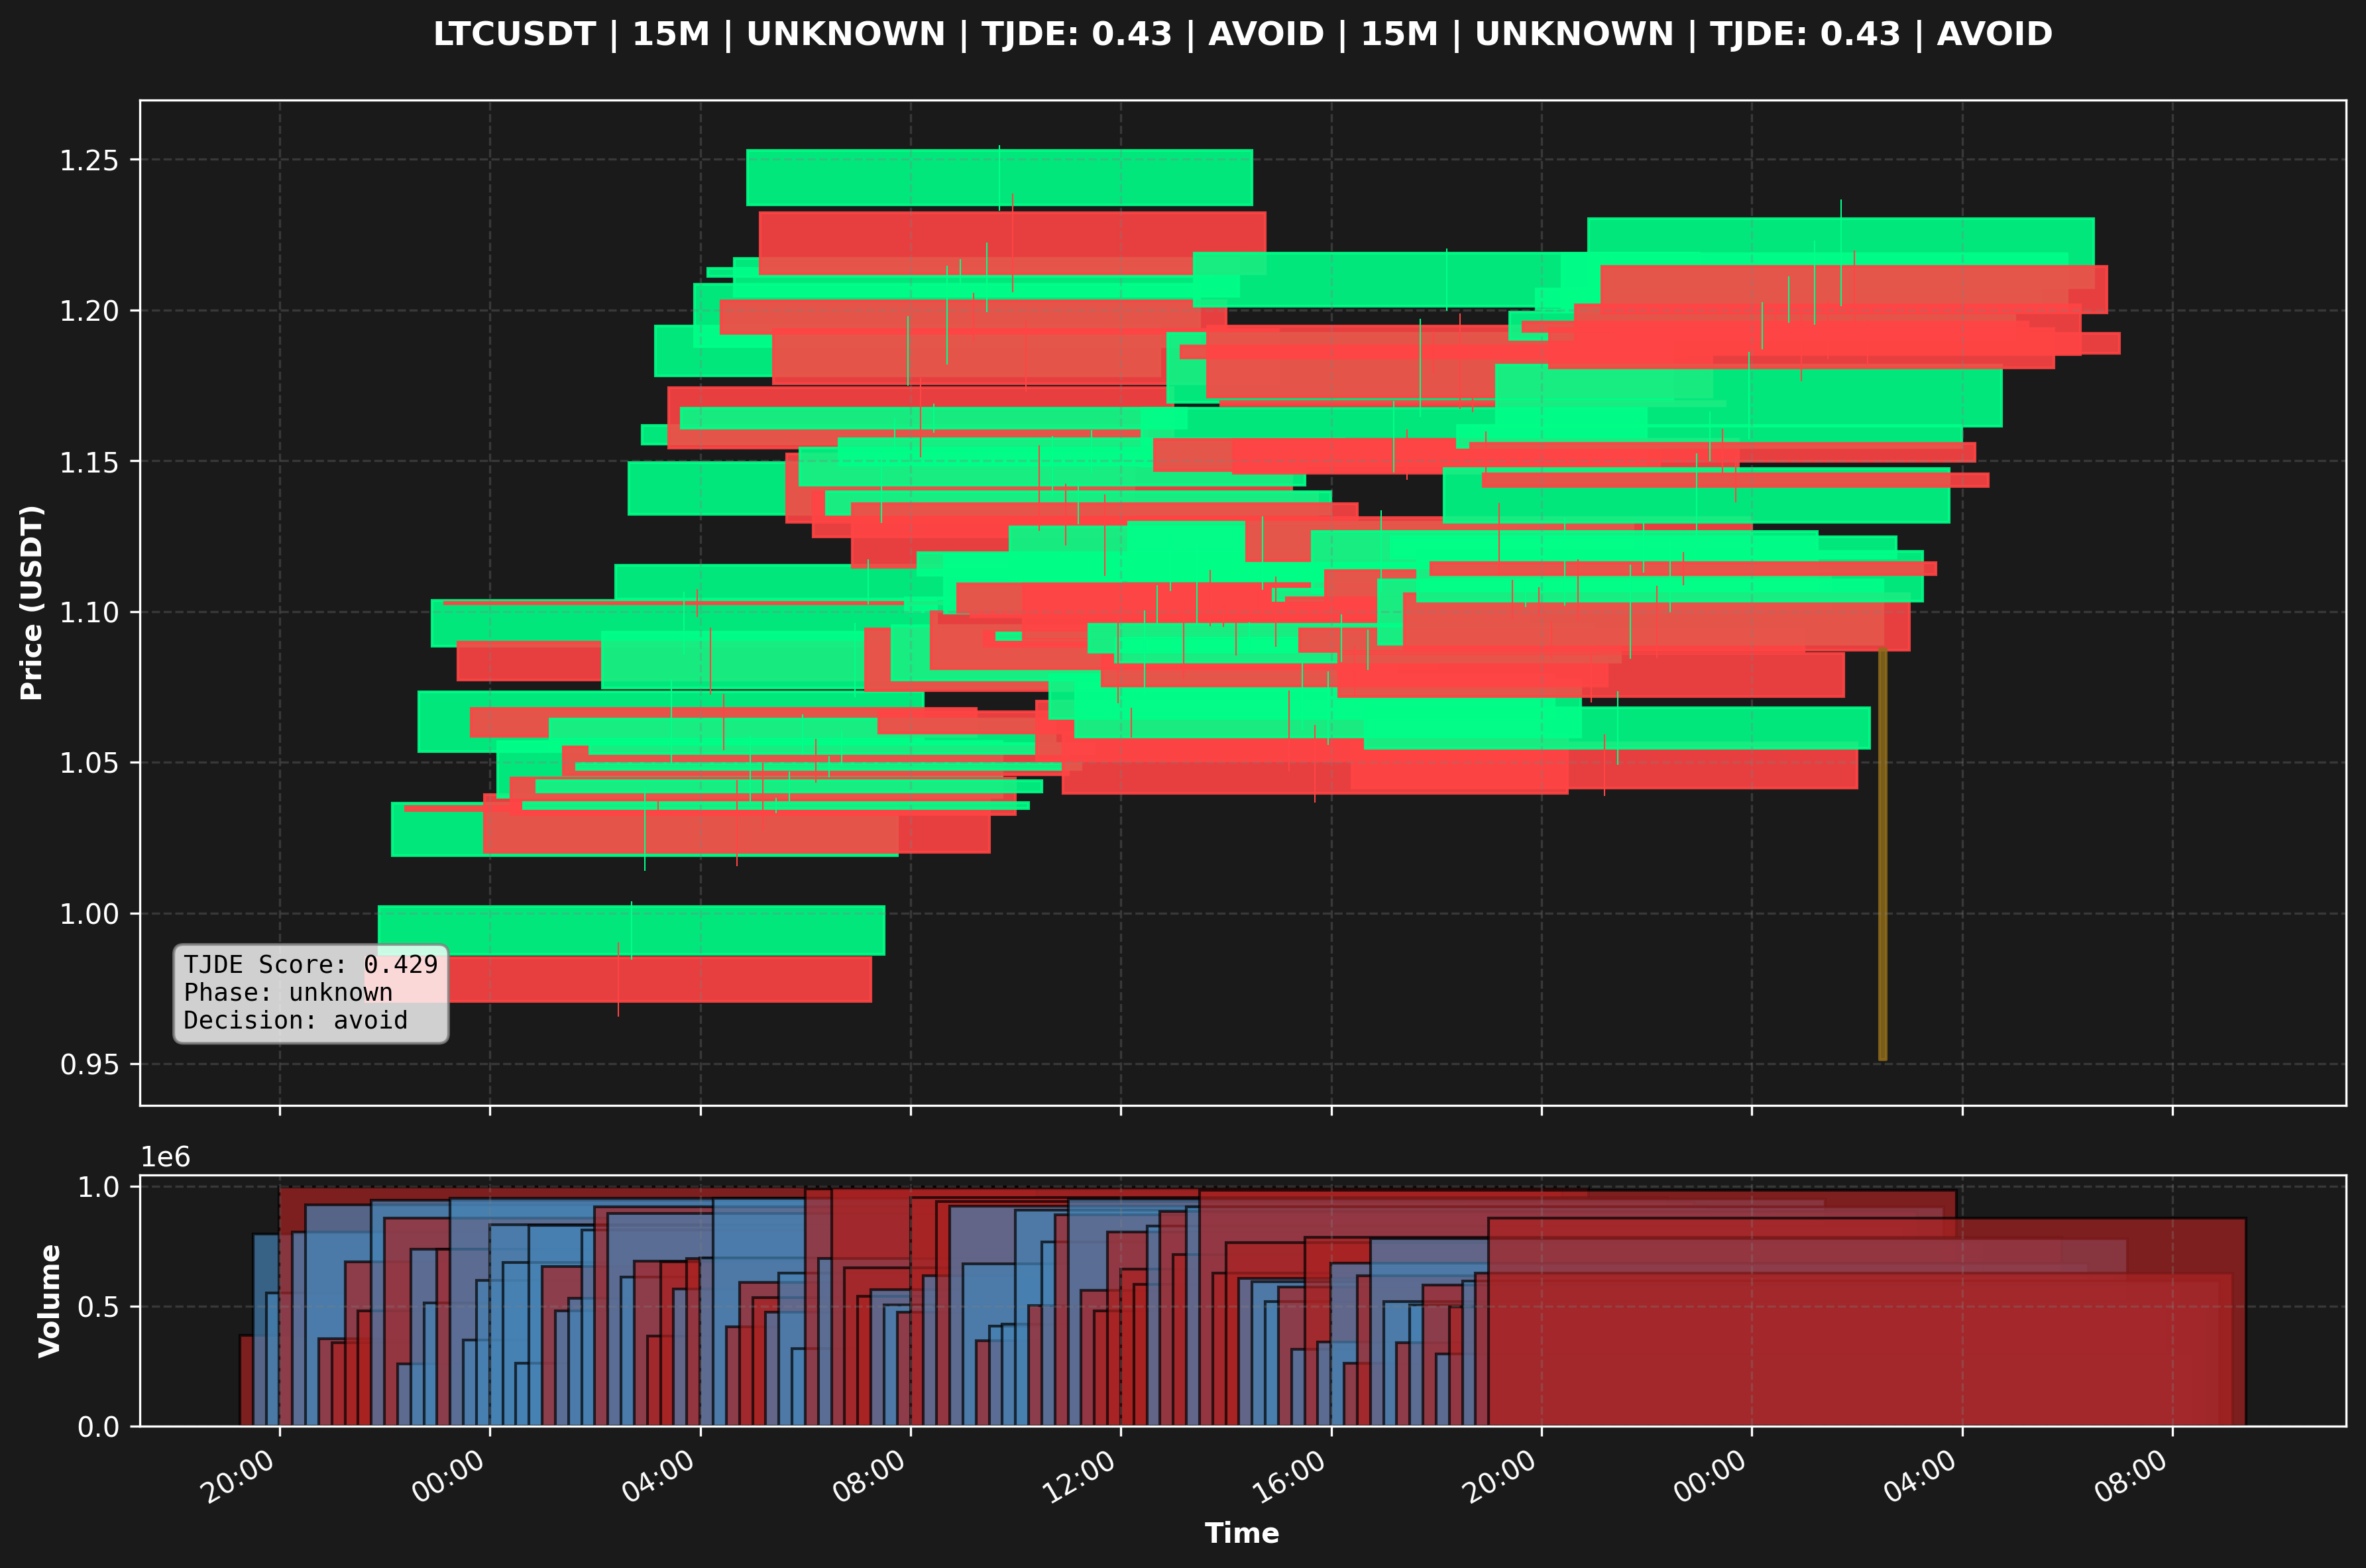 LTCUSDT | 15M | UNKNOWN | TJDE: 0.43 | AVOID | 15M | UNKNOWN | TJDE: 0.43 | AVOID
Price (USDT)
1.25
1.20
1.15
1.10
1.05
1.00
0.95
TJDE Score: 0.429
Phase: unknown
Decision: avoid
1e6
Volume
1.0
0.5
0.0
20:00 00:00 04:00 08:00 12:00 16:00 20:00 00:00 04:00 08:00
Time